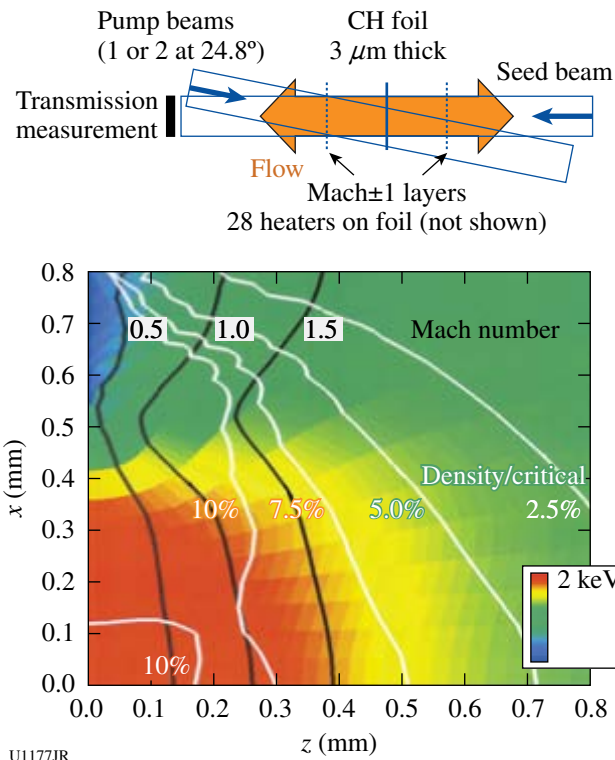 Pump beams
(1 or 2 at 24.8º)
CH foil
3 μm thick
Seed beam
Transmission
measurement
Flow
Mach±1 layers
28 heaters on foil (not shown)
0.8
0.7
0.6
0.5
0.4
0.3
0.2
0.1
0.0
x (mm)
0.5
1.0
1.5
Mach number
Density/critical
10%
7.5%
5.0%
2.5%
10%
2 keV
0.0 0.1 0.2 0.3 0.4 0.5 0.6 0.7 0.8
z (mm)
U1177JR